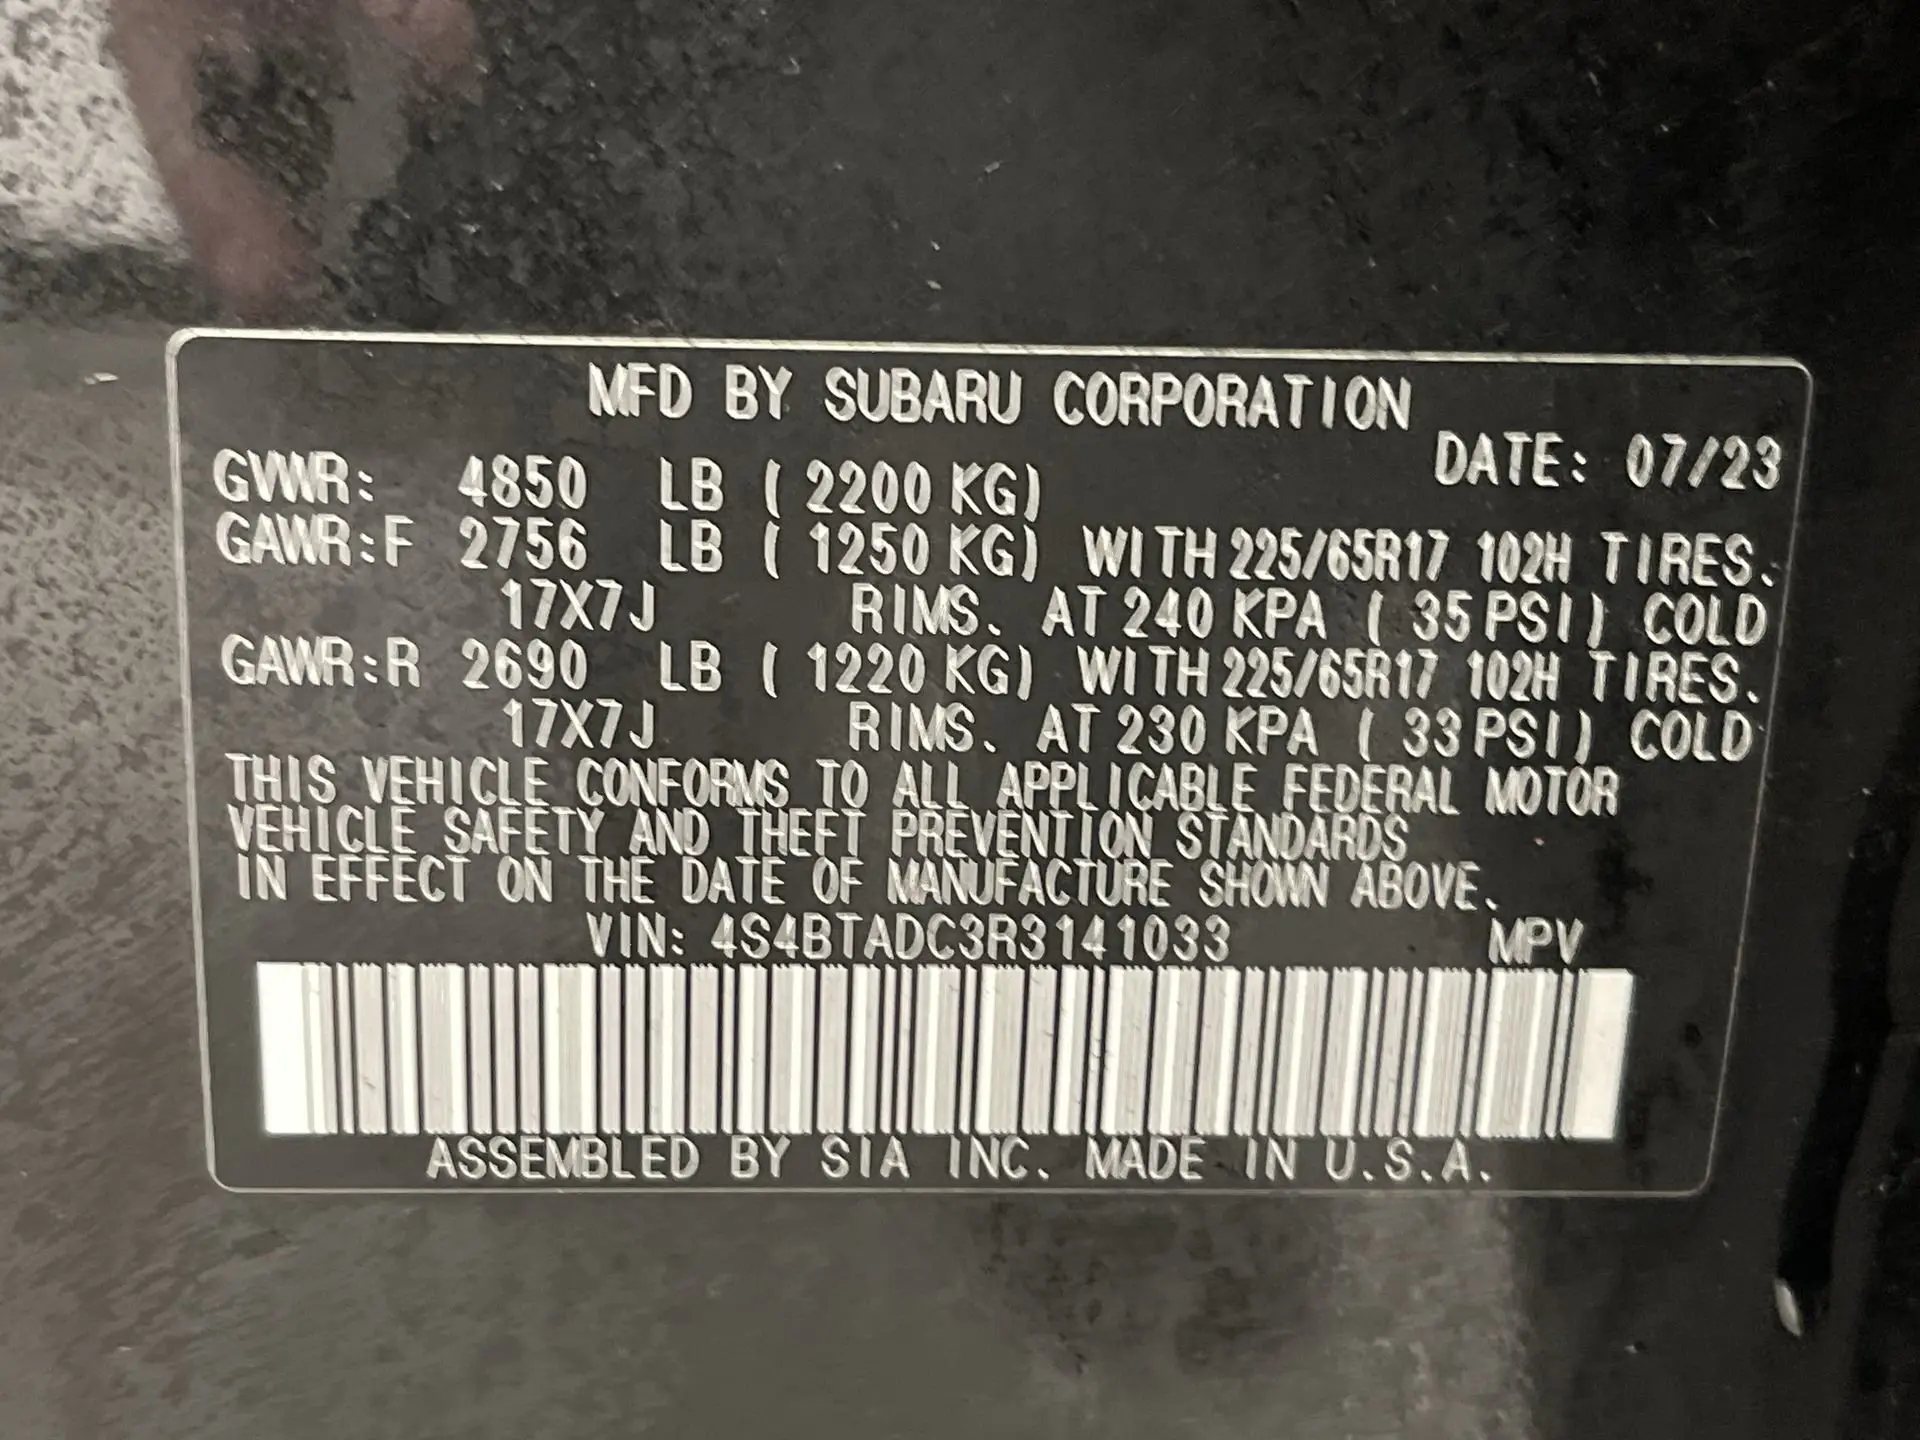 MFD BY SUBARU CORPORATION
DATE: 07/23
GVWR: 4850 LB ( 2200 KG)
GAWR:F 2756 LB ( 1250 KG) WITH 225/65R17 102H TIRES.
17X7J RIMS. AT 240 KPA ( 35 PSI) COLD
GAWR:R 2690 LB ( 1220 KG) WITH 225/65R17 102H TIRES.
17X7J RIMS. AT 230 KPA ( 33 PSI) COLD
THIS VEHICLE CONFORMS TO ALL APPLICABLE FEDERAL MOTOR
VEHICLE SAFETY AND THEFT PREVENTION STANDARDS
IN EFFECT ON THE DATE OF MANUFACTURE SHOWN ABOVE.
VIN: 4S4BTADC3R3141033 MPV
ASSEMBLED BY SIA INC. MADE IN U.S.A.